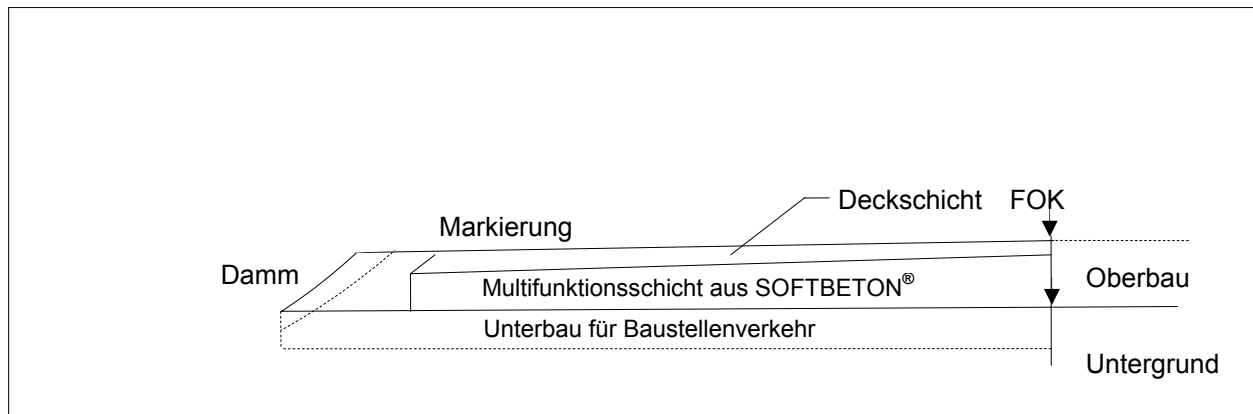 Deckschicht FOK
Markierung
Damm
Multifunktionsschicht aus SOFTBETON®
Oberbau
Unterbau für Baustellenverkehr
Untergrund